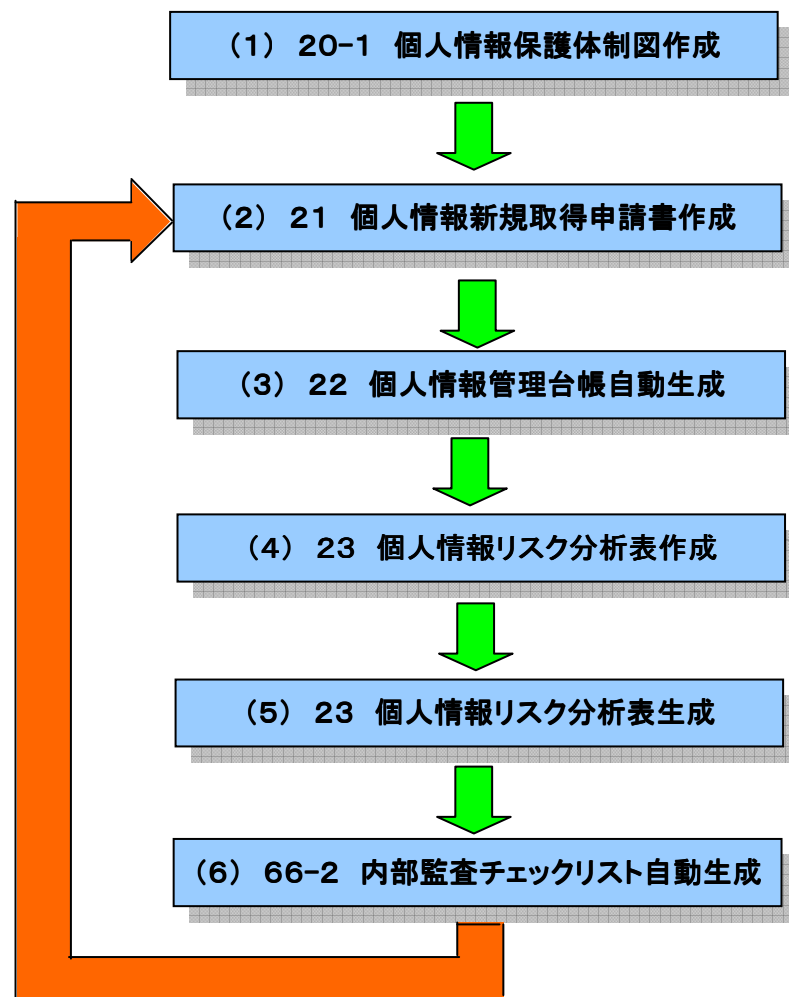 (1) 20-1 個人情報保護体制図作成
(2) 21 個人情報新規取得申請書作成
(3) 22 個人情報管理台帳自動生成
(4) 23 個人情報リスク分析表作成
(5) 23 個人情報リスク分析表生成
(6) 66-2 内部監査チェックリスト自動生成